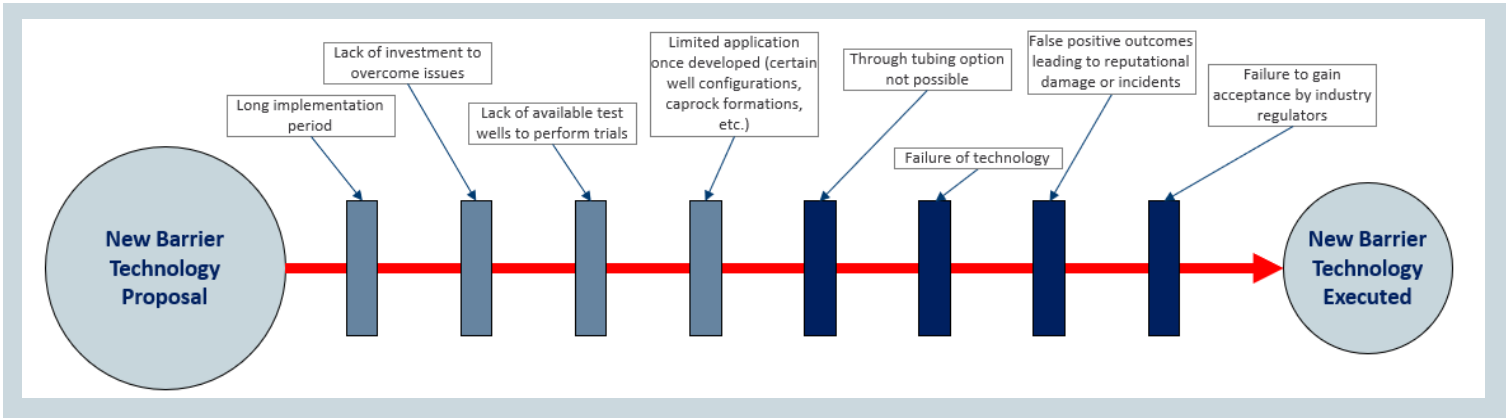 New Barrier
Technology
Proposal
Long implementation
period
Lack of investment to
overcome issues
Lack of available test
wells to perform trials
Limited application
once developed (certain
well configurations,
caprock formations,
etc.)
Through tubing option
not possible
Failure of technology
False positive outcomes
leading to reputational
damage or incidents
Failure to gain
acceptance by industry
regulators
New Barrier
Technology
Executed